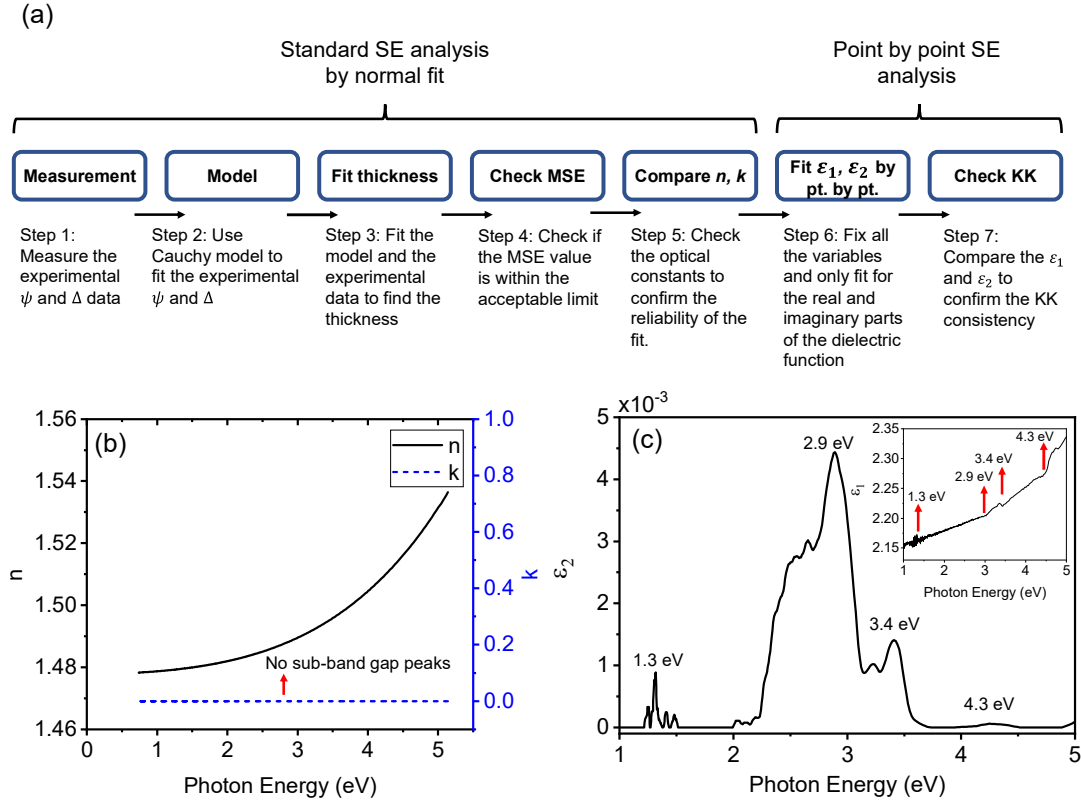 (a)
Standard SE analysis
by normal fit
Point by point SE
analysis
Measurement
Model
Fit thickness
Check MSE
Compare n, k
Fit ε₁, ε₂ by
pt. by pt.
Check KK
Step 1:
Measure the
experimental
ψ and Δ data
Step 2: Use
Cauchy model to
fit the experimental
ψ and Δ
Step 3: Fit the
model and the
experimental
data to find the
thickness
Step 4: Check if
the MSE value
is within the
acceptable limit
Step 5: Check
the optical
constants to
confirm the
reliability of the
fit.
Step 6: Fix all
the variables
and only fit for
the real and
imaginary parts
of the dielectric
function
Step 7:
Compare the ε₁
and ε₂ to
confirm the KK
consistency
(b)
n
k
1.56
1.54
1.52
1.50
1.48
1.46
n
1.0
0.8
0.6
0.4
0.2
0.0
k
No sub-band gap peaks
0 1 2 3 4 5
Photon Energy (eV)
(c)
x10⁻³
5
4
3
2
1
0
ε₂
1.3 eV
2.9 eV
3.4 eV
4.3 eV
1 2 3 4 5
Photon Energy (eV)
2.35
2.30
2.25
2.20
2.15
ε₁
1.3 eV
2.9 eV
3.4 eV
4.3 eV
1 2 3 4 5
Photon Energy (eV)